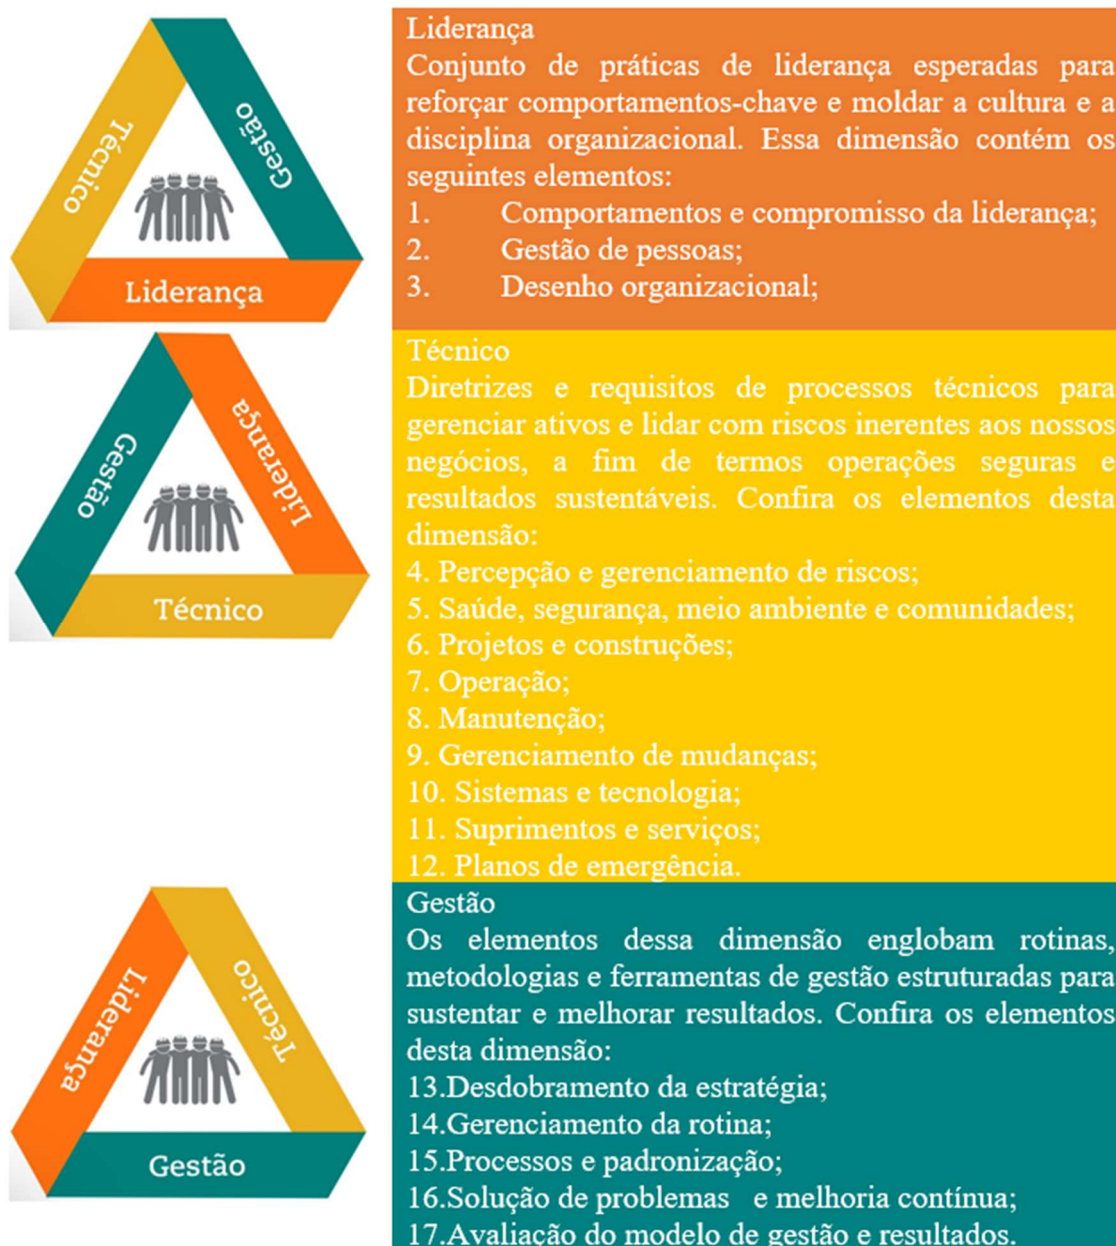 Técnico
Gestão
Liderança
Liderança
Conjunto de práticas de liderança esperadas para
reforçar comportamentos-chave e moldar a cultura e a
disciplina organizacional. Essa dimensão contém os
seguintes elementos:
1. Comportamentos e compromisso da liderança;
2. Gestão de pessoas;
3. Desenho organizacional;
Gestão
Liderança
Técnico
Técnico
Diretrizes e requisitos de processos técnicos para
gerenciar ativos e lidar com riscos inerentes aos nossos
negócios, a fim de termos operações seguras e
resultados sustentáveis. Confira os elementos desta
dimensão:
4. Percepção e gerenciamento de riscos;
5. Saúde, segurança, meio ambiente e comunidades;
6. Projetos e construções;
7. Operação;
8. Manutenção;
9. Gerenciamento de mudanças;
10. Sistemas e tecnologia;
11. Suprimentos e serviços;
12. Planos de emergência.
Liderança
Técnico
Gestão
Gestão
Os elementos dessa dimensão englobam rotinas,
metodologias e ferramentas de gestão estruturadas para
sustentar e melhorar resultados. Confira os elementos
desta dimensão:
13.Desdobramento da estratégia;
14.Gerenciamento da rotina;
15.Processos e padronização;
16.Solução de problemas   e melhoria contínua;
17.Avaliação do modelo de gestão e resultados.